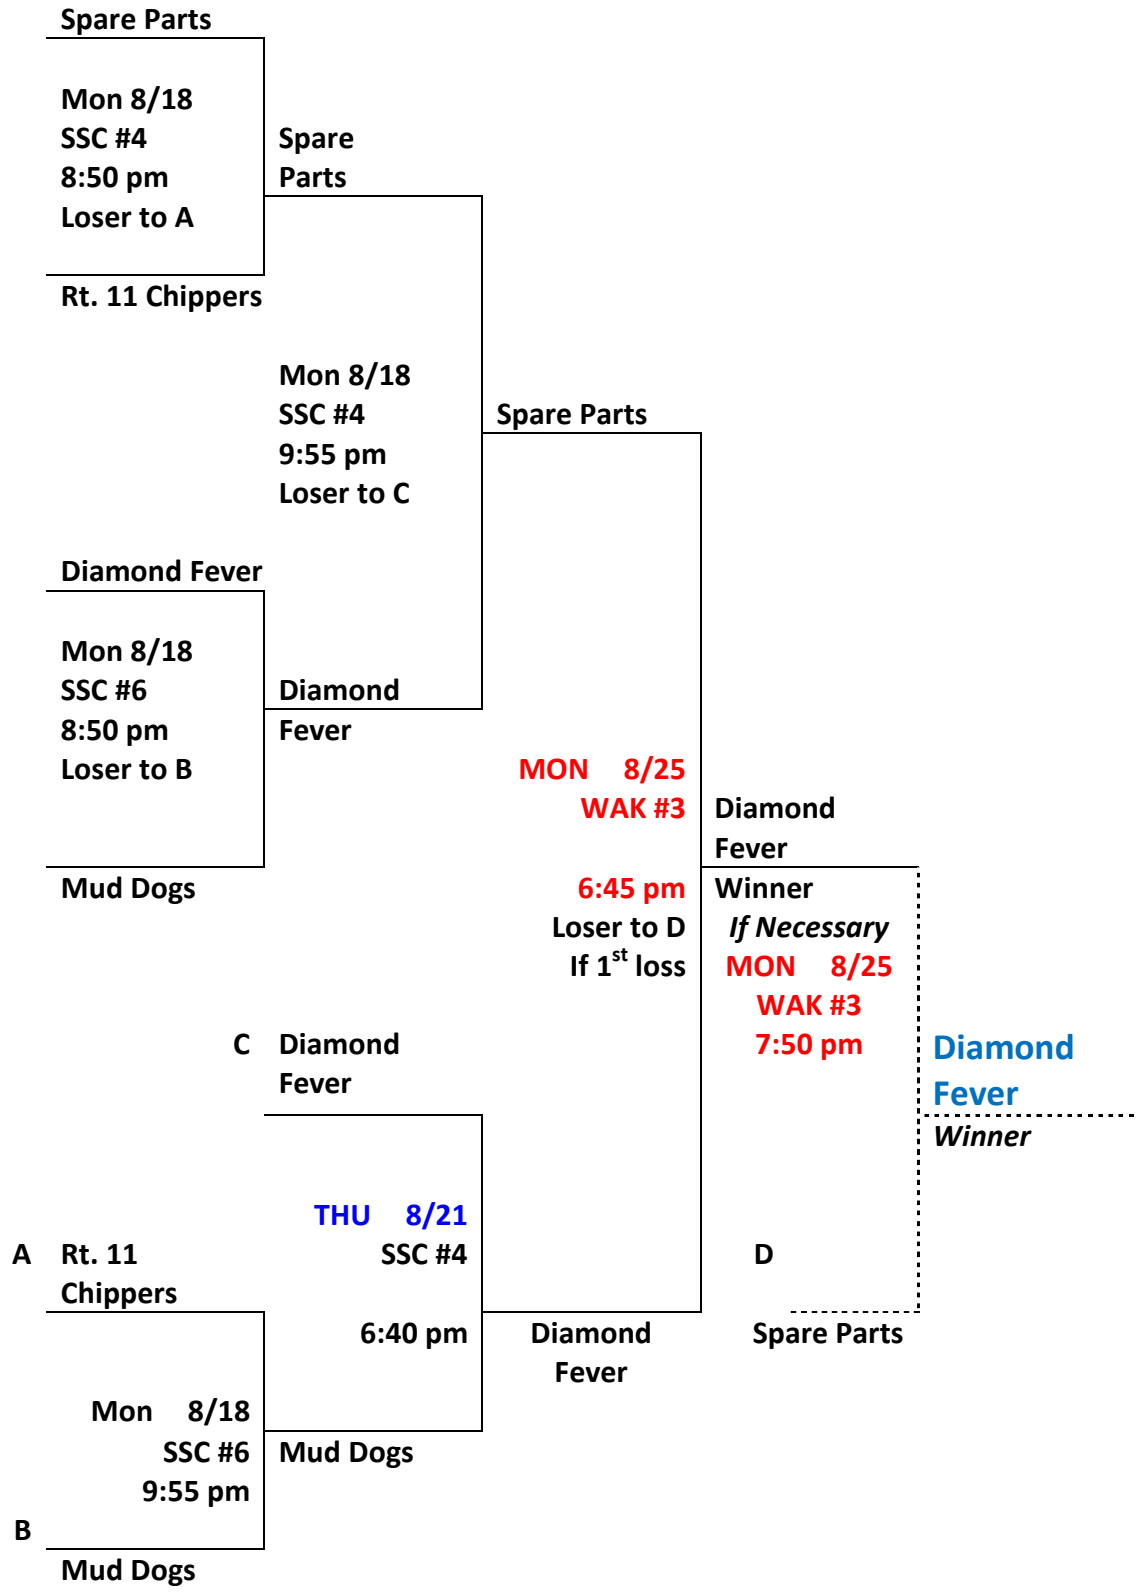 Spare Parts
Mon 8/18
SSC #4
8:50 pm
Loser to A
Spare
Parts
Rt. 11 Chippers
Mon 8/18
SSC #4
9:55 pm
Loser to C
Spare Parts
Diamond Fever
Mon 8/18
SSC #6
8:50 pm
Loser to B
Diamond
Fever
Mud Dogs
MON 8/25
WAK #3
6:45 pm
Loser to D
If 1st loss
Diamond
Fever
Winner
If Necessary
MON 8/25
WAK #3
7:50 pm
C Diamond
Fever
Diamond
Fever
Winner
THU 8/21
SSC #4
6:40 pm
A Rt. 11
Chippers
D
Diamond
Fever
Spare Parts
Mon 8/18
SSC #6
9:55 pm
Mud Dogs
B
Mud Dogs